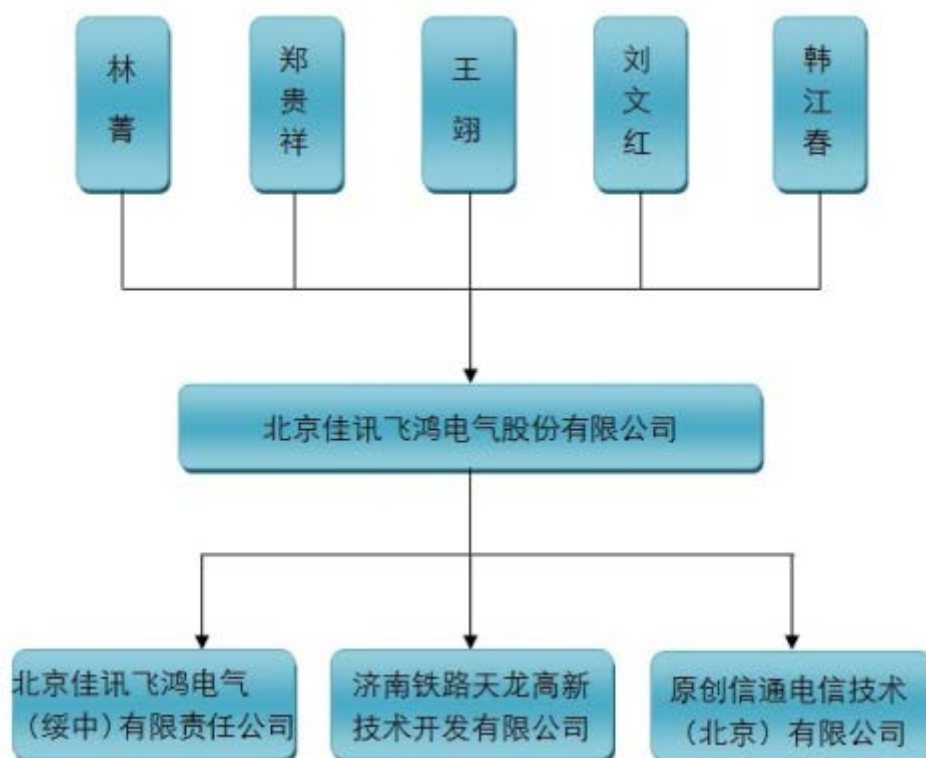 林菁
郑贵祥
王翊
刘文红
韩江春
北京佳讯飞鸿电气股份有限公司
北京佳讯飞鸿电气
（绥中）有限责任公司
济南铁路天龙高新
技术开发有限公司
原创信通电信技术
（北京）有限公司